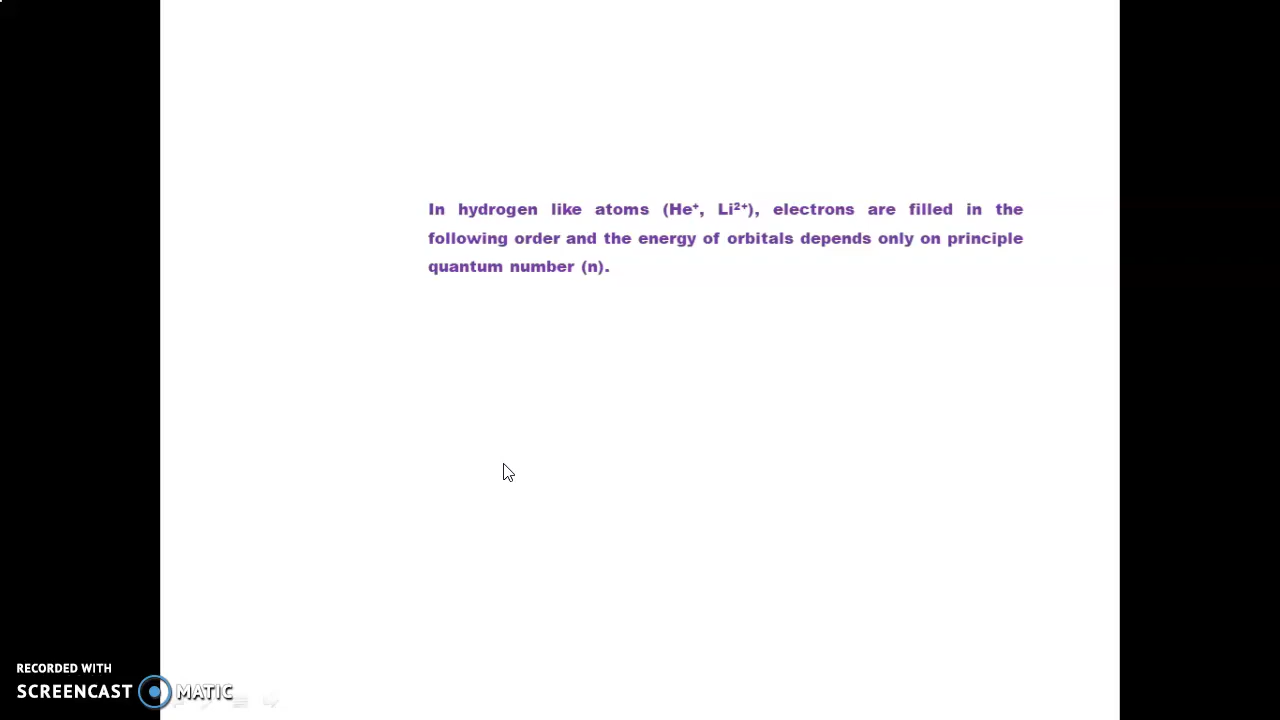 In hydrogen like atoms (He⁺, Li²⁺), electrons are filled in the
following order and the energy of orbitals depends only on principle
quantum number (n).
RECORDED WITH
SCREENCAST MATIC